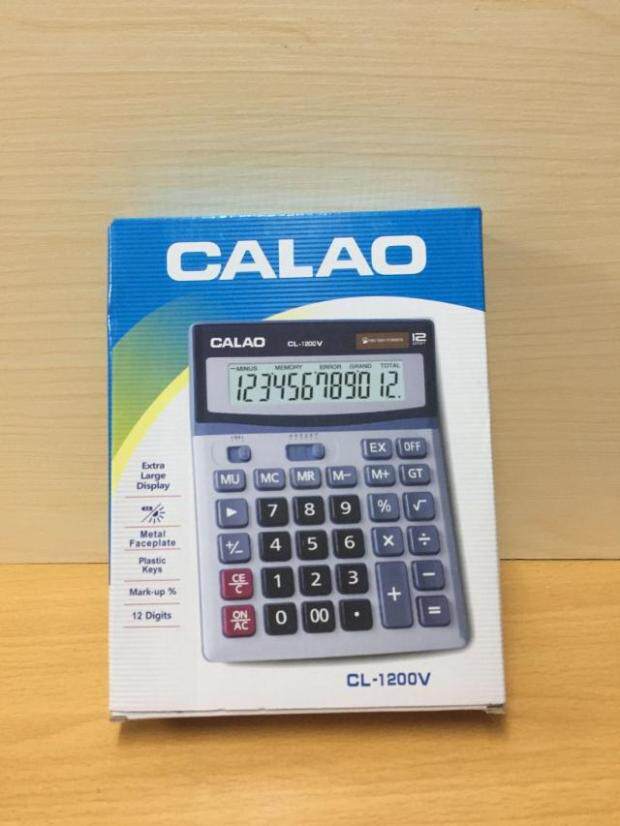 CALAO
CALAO CL-1200V 12
MINUS MEMORY ERROR GRAND TOTAL
123456789012.
EX OFF
MU MC MR M− M+ GT
▶ 7 8 9 % √
+/− 4 5 6 × ÷
CE/C 1 2 3 + −
ON/AC 0 00 • =
Extra
Large
Display
Metal
Faceplate
Plastic
Keys
Mark-up %
12 Digits
CL-1200V